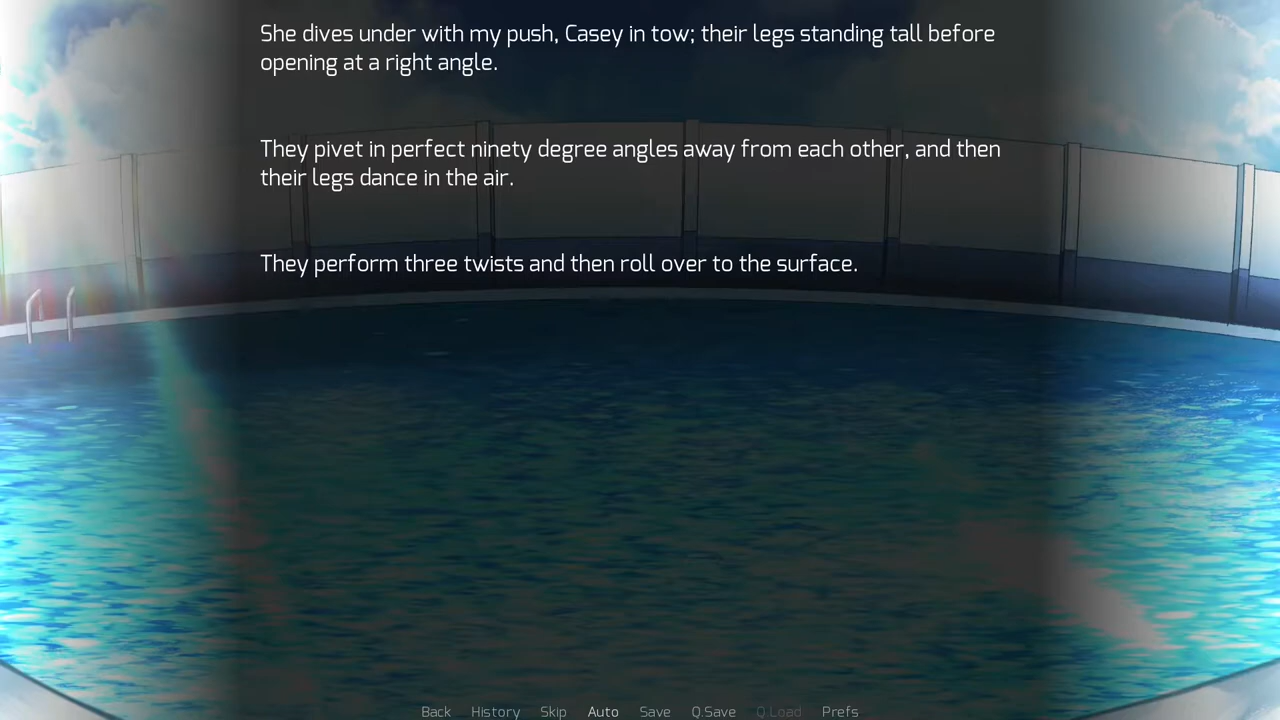 She dives under with my push, Casey in tow; their legs standing tall before
opening at a right angle.
They pivet in perfect ninety degree angles away from each other, and then
their legs dance in the air.
They perform three twists and then roll over to the surface.
Back History Skip Auto Save Q.Save Q.Load Prefs